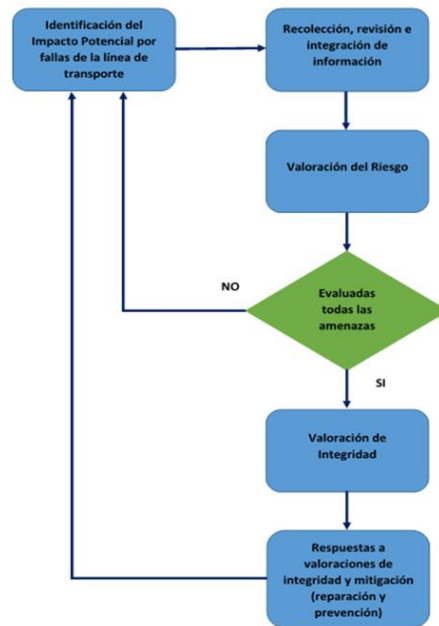 Identificación del
Impacto Potencial por
fallas de la línea de
transporte
Recolección, revisión e
integración de
información
Valoración del Riesgo
NO
Evaluadas
todas las
amenazas
SI
Valoración de
Integridad
Respuestas a
valoraciones de
integridad y mitigación
(reparación y
prevención)